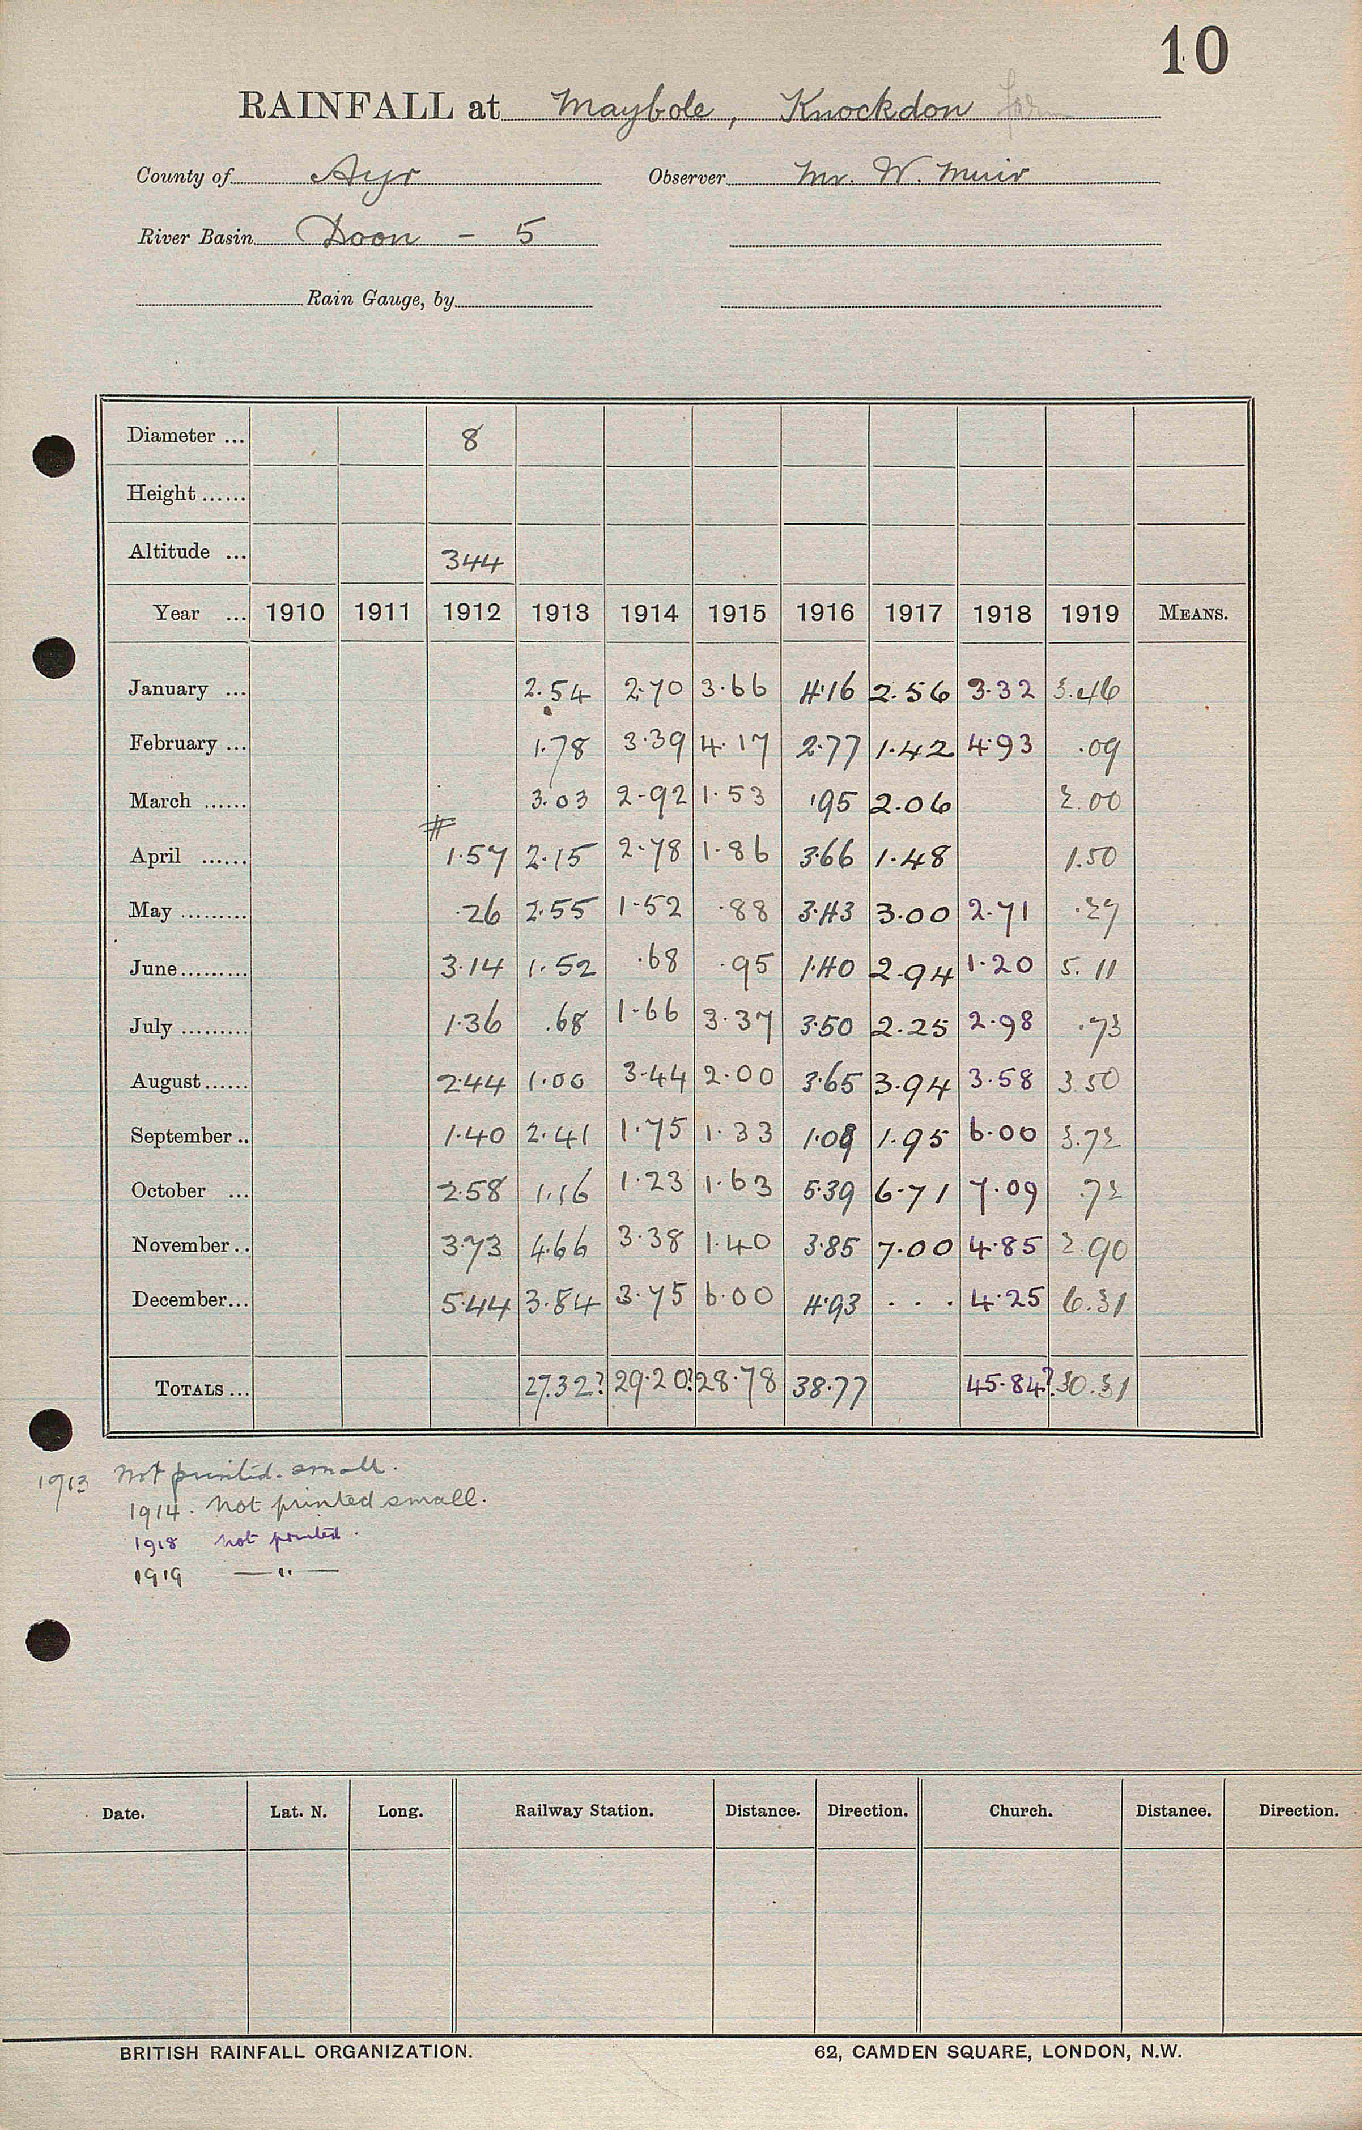 10
RAINFALL at Maybole, Knockdon farm
County of Ayr Observer Mr. W. Muir
River Basin Doon - 5
Rain Gauge, by
Diameter ... 8
Height ......
Altitude ... 344
Year ... 1910 1911 1912 1913 1914 1915 1916 1917 1918 1919 MEANS.
January ... 2.54 2.70 3.66 4.16 2.56 3.32 3.46
February ... 1.78 3.39 4.17 2.77 1.42 4.93 .09
March ...... 3.03 2.92 1.53 .95 2.06 2.00
#
April ...... 1.57 2.15 2.78 1.86 3.66 1.48 1.50
May ......... .26 2.55 1.52 .88 3.43 3.00 2.71 .27
June......... 3.14 1.52 .68 .95 1.40 2.94 1.20 5.11
July ......... 1.36 .68 1.66 3.37 3.50 2.25 2.98 .73
August...... 2.44 1.00 3.44 2.00 3.65 3.94 3.58 3.50
September .. 1.40 2.41 1.75 1.33 1.08 1.95 6.00 3.72
October ... 2.58 1.16 1.23 1.63 5.39 6.71 7.09 .72
November .. 3.73 4.66 3.38 1.40 3.85 7.00 4.85 2.90
December... 5.44 3.84 3.75 6.00 4.93 . . . 4.25 6.31
TOTALS ... 27.32? 29.20? 28.78 38.77 45.84? 30.31
1913 Not printed. small.
1914. Not printed small.
1918 Not printed.
1919 — " —
Date. Lat. N. Long. Railway Station. Distance. Direction. Church. Distance. Direction.
BRITISH RAINFALL ORGANIZATION. 62, CAMDEN SQUARE, LONDON, N.W.